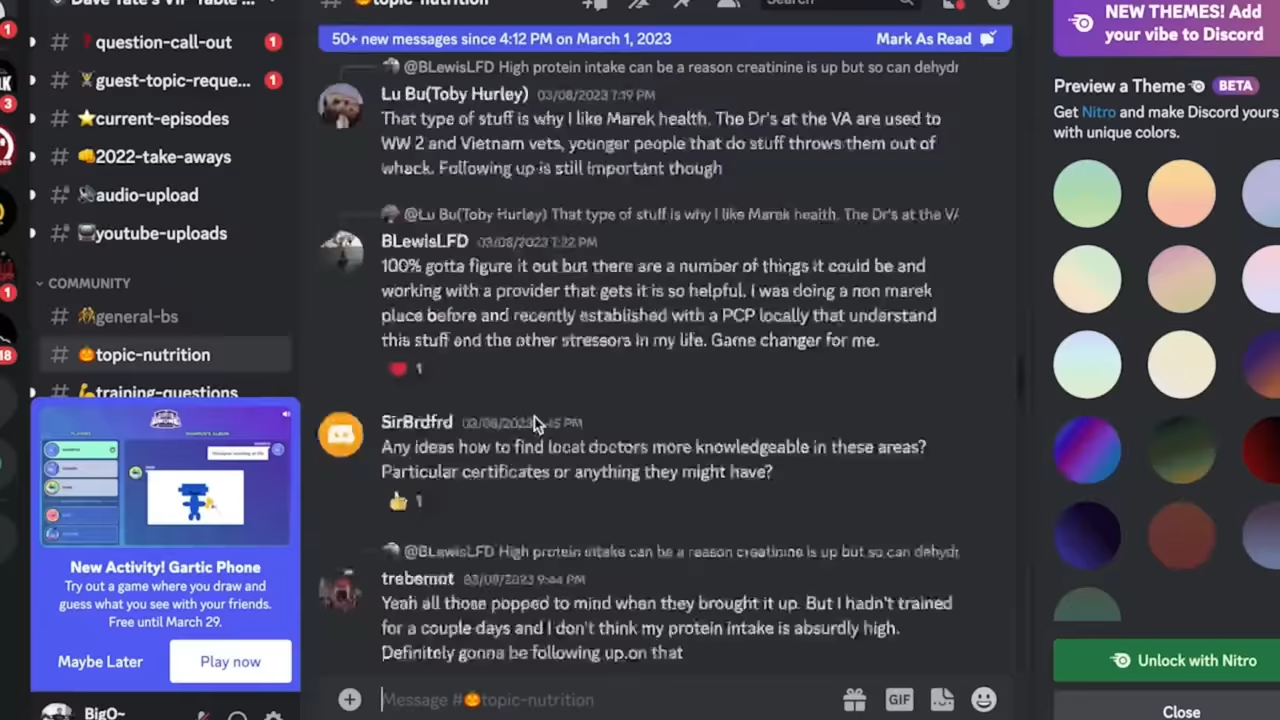 Dave Tate's VIP Table
question-call-out 1
guest-topic-reque... 1
current-episodes
2022-take-aways
audio-upload
youtube-uploads
COMMUNITY
general-bs
topic-nutrition
training-questions
New Activity! Gartic Phone
Try out a game where you draw and
guess what you see with your friends.
Free until March 29.
Maybe Later
Play now
BigO~
1
3
1
18
topic-nutrition
Search
50+ new messages since 4:12 PM on March 1, 2023
Mark As Read
@BLewisLFD High protein intake can be a reason creatinine is up but so can dehydr
Lu Bu(Toby Hurley) 03/08/2023 7:19 PM
That type of stuff is why I like Marek health. The Dr's at the VA are used to
WW 2 and Vietnam vets, younger people that do stuff throws them out of
whack. Following up is still important though
@Lu Bu(Toby Hurley) That type of stuff is why I like Marek health. The Dr's at the VA
BLewisLFD 03/08/2023 7:22 PM
100% gotta figure it out but there are a number of things it could be and
working with a provider that gets it is so helpful. I was doing a non marek
place before and recently established with a PCP locally that understand
this stuff and the other stressors in my life. Game changer for me.
1
SirBrdfrd 03/08/2023
Any ideas how to find local doctors more knowledgeable in these areas?
Particular certificates or anything they might have?
1
@BLewisLFD High protein intake can be a reason creatinine is up but so can dehydr
trebemot 03/08/2023 9:44 PM
Yeah all those popped to mind when they brought it up. But I hadn't trained
for a couple days and I don't think my protein intake is absurdly high.
Definitely gonna be following up on that
Message #topic-nutrition
GIF
NEW THEMES! Add
your vibe to Discord
Preview a Theme BETA
Get Nitro and make Discord yours
with unique colors.
Unlock with Nitro
Close